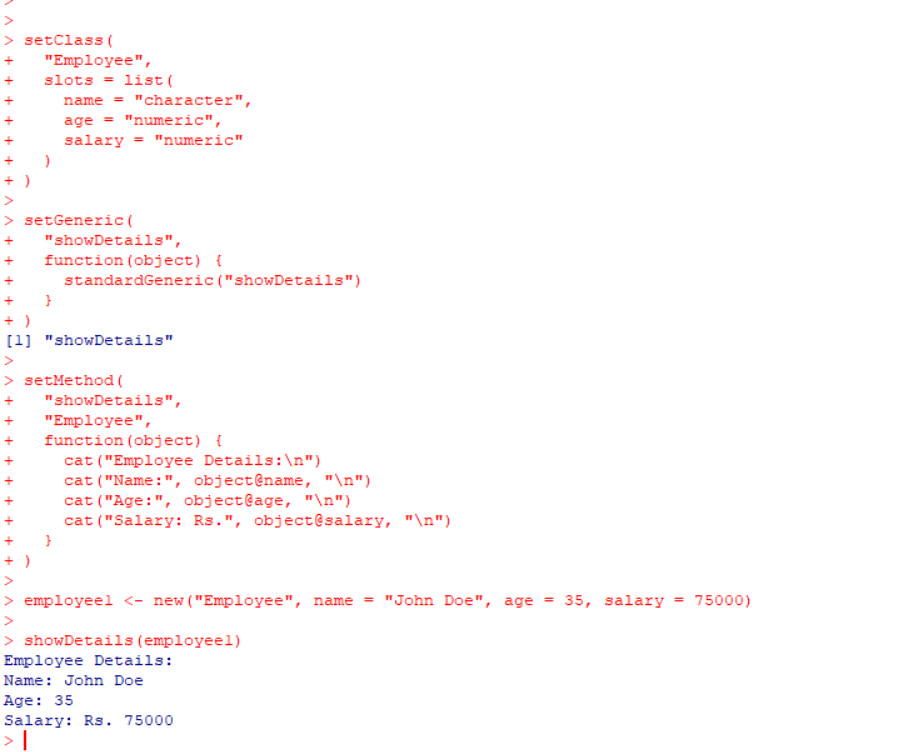 >
>
> setClass(
+   "Employee",
+   slots = list(
+     name = "character",
+     age = "numeric",
+     salary = "numeric"
+   )
+ )
>
> setGeneric(
+   "showDetails",
+   function(object) {
+     standardGeneric("showDetails")
+   }
+ )
[1] "showDetails"
>
> setMethod(
+   "showDetails",
+   "Employee",
+   function(object) {
+     cat("Employee Details:\n")
+     cat("Name:", object@name, "\n")
+     cat("Age:", object@age, "\n")
+     cat("Salary: Rs.", object@salary, "\n")
+   }
+ )
>
> employee1 <- new("Employee", name = "John Doe", age = 35, salary = 75000)
>
> showDetails(employee1)
Employee Details:
Name: John Doe
Age: 35
Salary: Rs. 75000
>